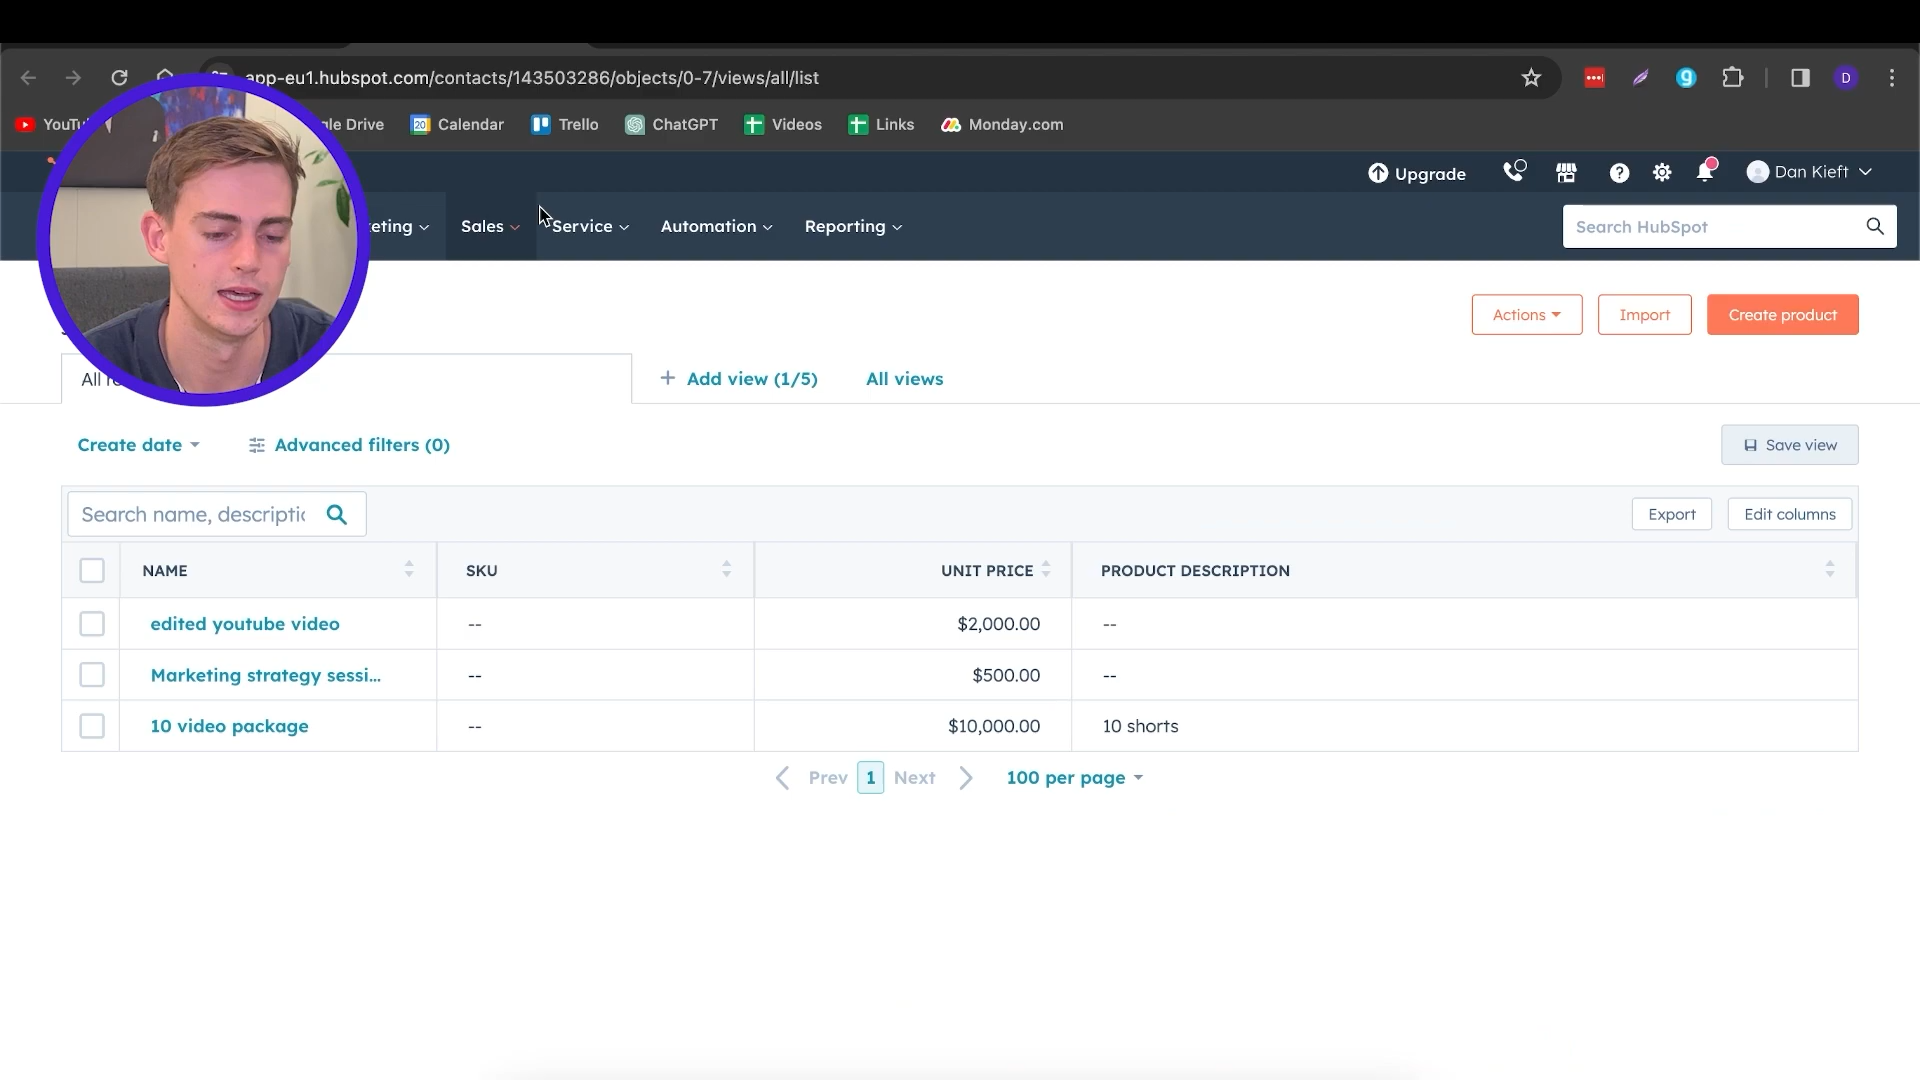 app-eu1.hubspot.com/contacts/143503286/objects/0-7/views/all/list
D
Drive
20
Calendar
Trello
ChatGPT
Videos
Links
Monday.com
Upgrade
Dan Kieft
Sales
Service
Automation
Reporting
Search HubSpot
Actions
Import
Create product
All
+ Add view (1/5)
All views
Create date
Advanced filters (0)
Save view
Search name, descriptic
Export
Edit columns
NAME
SKU
UNIT PRICE
PRODUCT DESCRIPTION
edited youtube video
--
$2,000.00
--
Marketing strategy sessi...
--
$500.00
--
10 video package
--
$10,000.00
10 shorts
Prev
1
Next
100 per page